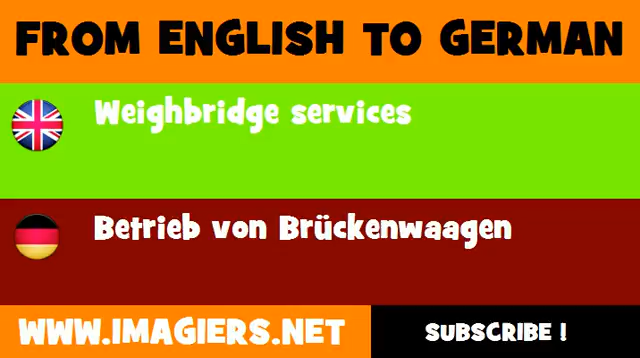 FROM ENGLISH TO GERMAN
Weighbridge services
Betrieb von Brückenwaagen
WWW.IMAGIERS.NET
SUBSCRIBE !